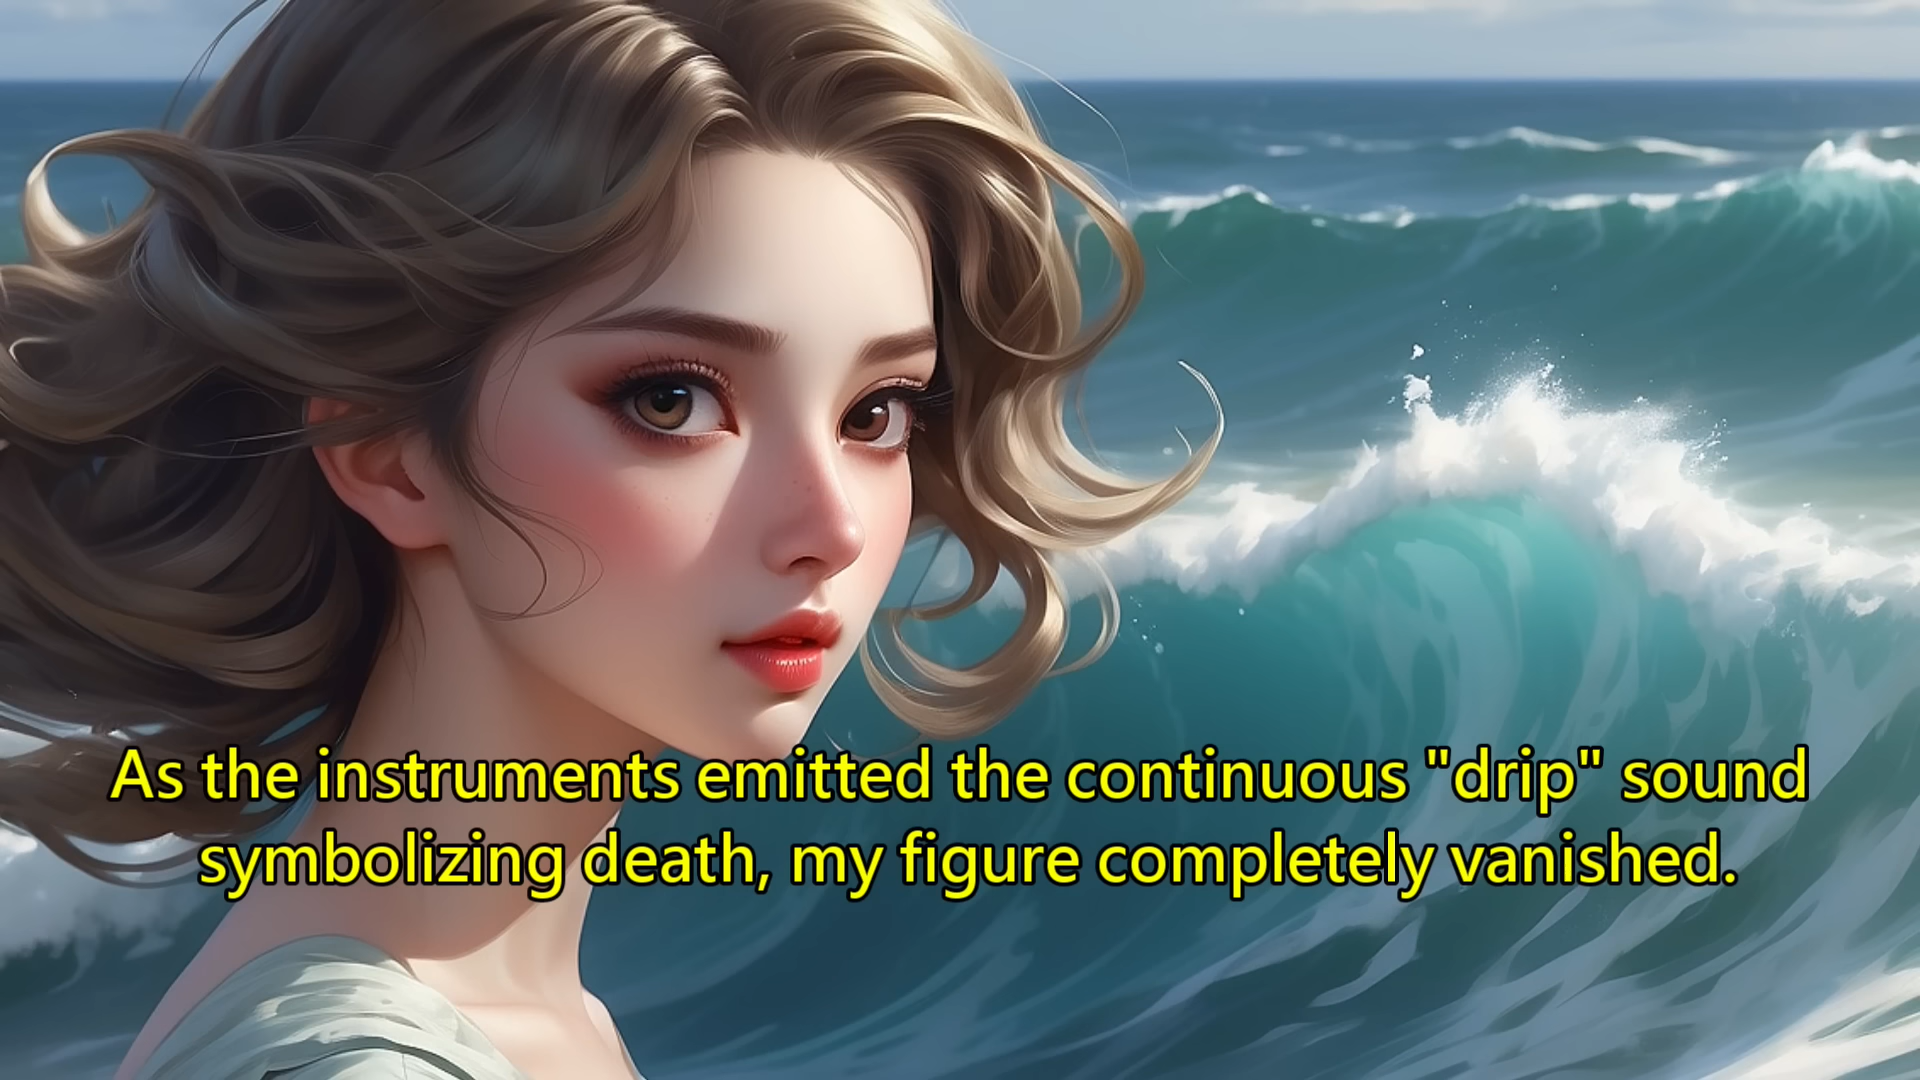 As the instruments emitted the continuous "drip" sound
symbolizing death, my figure completely vanished.